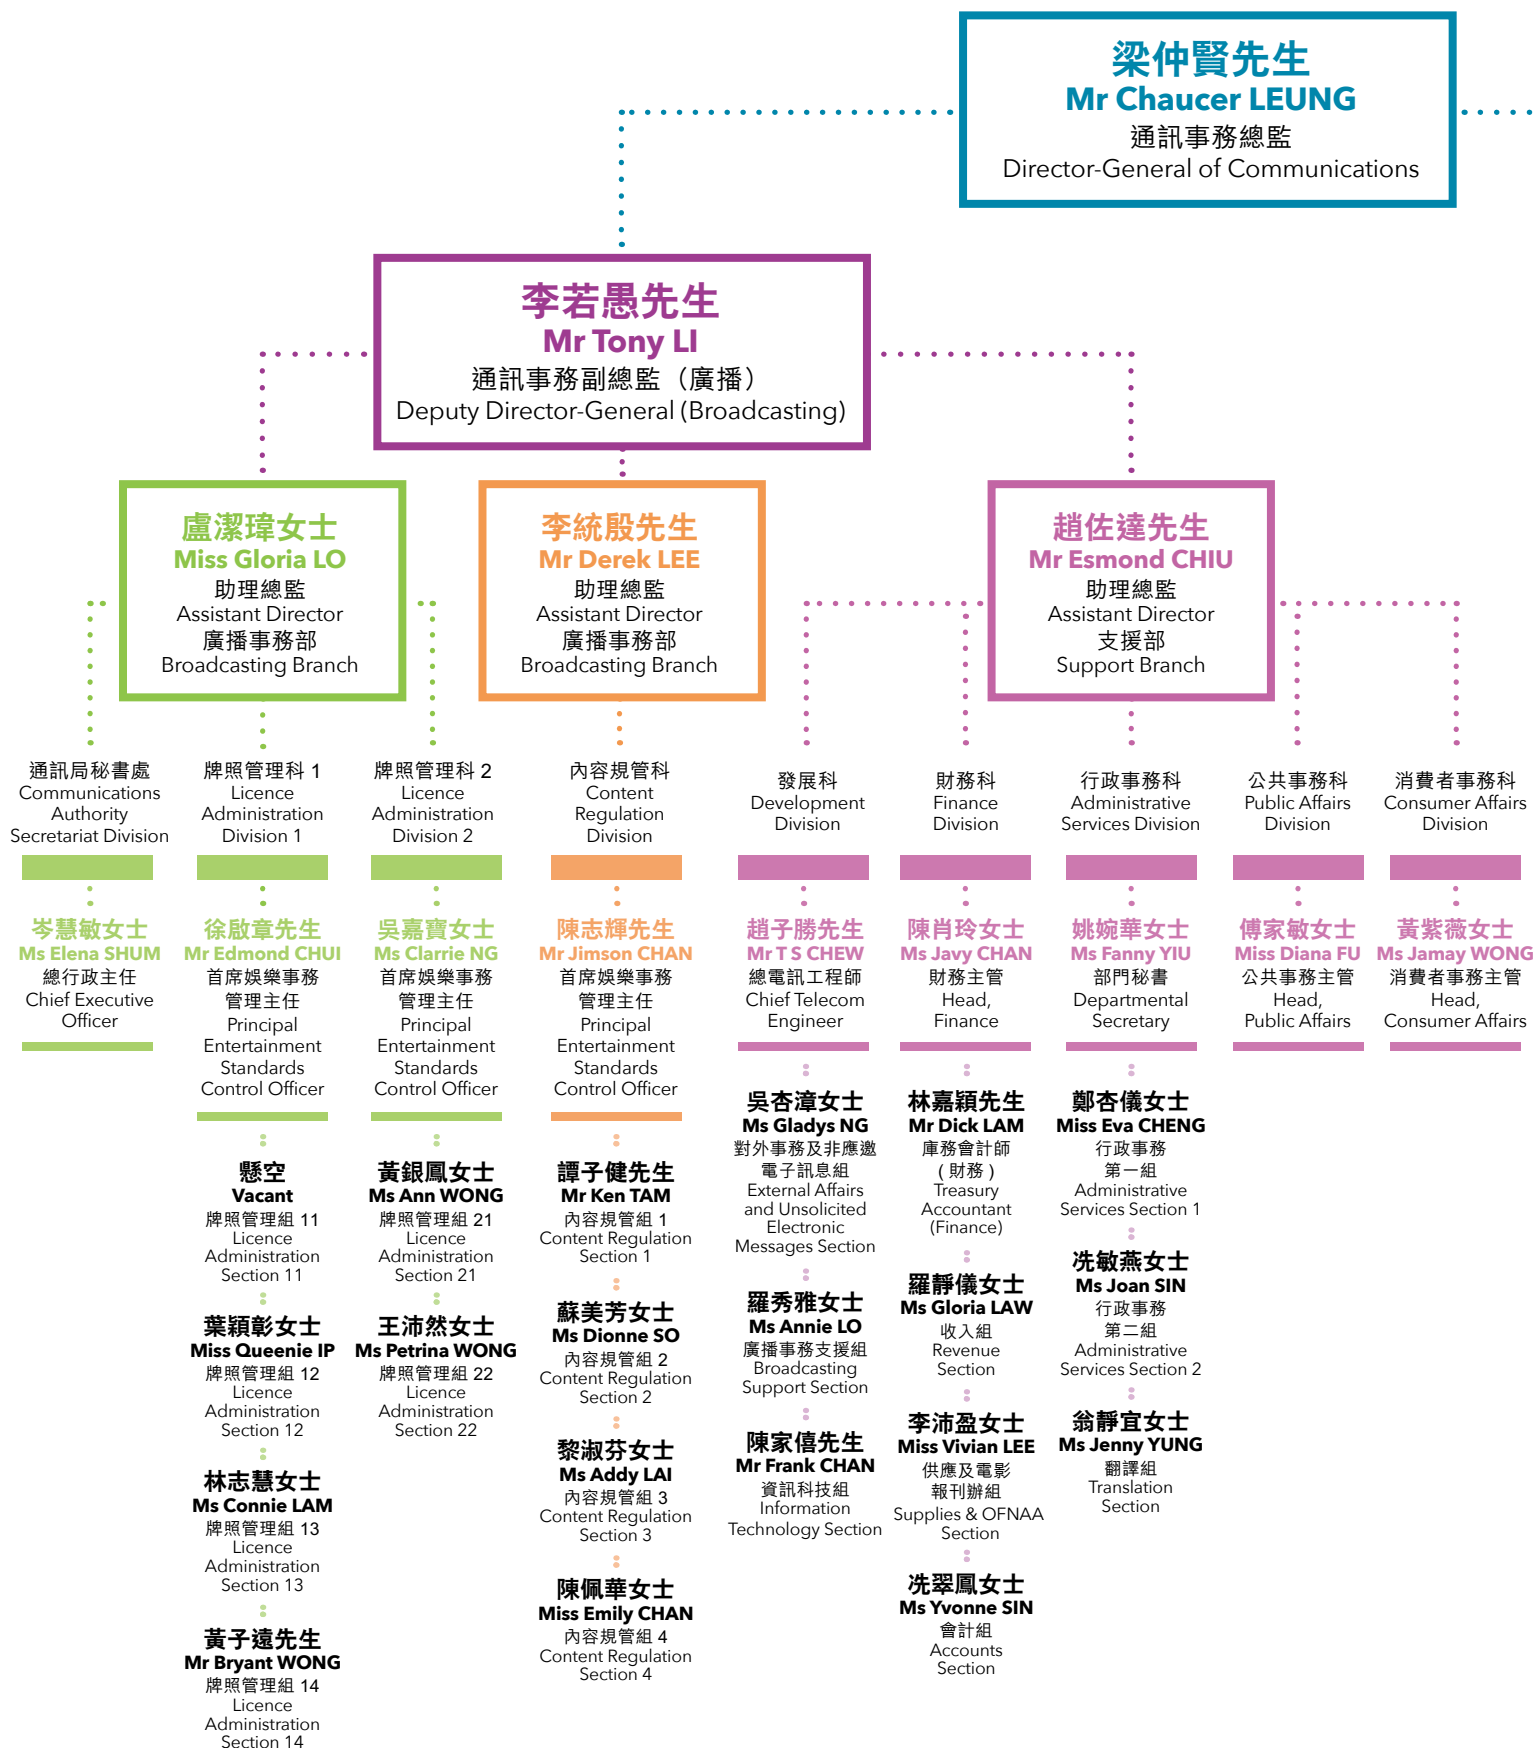 梁仲賢先生
Mr Chaucer LEUNG
通訊事務總監
Director-General of Communications
李若愚先生
Mr Tony LI
通訊事務副總監（廣播）
Deputy Director-General (Broadcasting)
盧潔瑋女士
Miss Gloria LO
助理總監
Assistant Director
廣播事務部
Broadcasting Branch
李統殷先生
Mr Derek LEE
助理總監
Assistant Director
廣播事務部
Broadcasting Branch
趙佐達先生
Mr Esmond CHIU
助理總監
Assistant Director
支援部
Support Branch
通訊局秘書處
Communications
Authority
Secretariat Division
岑慧敏女士
Ms Elena SHUM
總行政主任
Chief Executive
Officer
牌照管理科 1
Licence
Administration
Division 1
徐啟章先生
Mr Edmond CHUI
首席娛樂事務
管理主任
Principal
Entertainment
Standards
Control Officer
懸空
Vacant
牌照管理組 11
Licence
Administration
Section 11
葉穎彰女士
Miss Queenie IP
牌照管理組 12
Licence
Administration
Section 12
林志慧女士
Ms Connie LAM
牌照管理組 13
Licence
Administration
Section 13
黃子遠先生
Mr Bryant WONG
牌照管理組 14
Licence
Administration
Section 14
牌照管理科 2
Licence
Administration
Division 2
吳嘉寶女士
Ms Clarrie NG
首席娛樂事務
管理主任
Principal
Entertainment
Standards
Control Officer
黃銀鳳女士
Ms Ann WONG
牌照管理組 21
Licence
Administration
Section 21
王沛然女士
Ms Petrina WONG
牌照管理組 22
Licence
Administration
Section 22
內容規管科
Content
Regulation
Division
陳志輝先生
Mr Jimson CHAN
首席娛樂事務
管理主任
Principal
Entertainment
Standards
Control Officer
譚子健先生
Mr Ken TAM
內容規管組 1
Content Regulation
Section 1
蘇美芳女士
Ms Dionne SO
內容規管組 2
Content Regulation
Section 2
黎淑芬女士
Ms Addy LAI
內容規管組 3
Content Regulation
Section 3
陳佩華女士
Miss Emily CHAN
內容規管組 4
Content Regulation
Section 4
發展科
Development
Division
趙子勝先生
Mr T S CHEW
總電訊工程師
Chief Telecom
Engineer
吳杏漳女士
Ms Gladys NG
對外事務及非應邀
電子訊息組
External Affairs
and Unsolicited
Electronic
Messages Section
羅秀雅女士
Ms Annie LO
廣播事務支援組
Broadcasting
Support Section
陳家僖先生
Mr Frank CHAN
資訊科技組
Information
Technology Section
財務科
Finance
Division
陳肖玲女士
Ms Javy CHAN
財務主管
Head,
Finance
林嘉穎先生
Mr Dick LAM
庫務會計師
( 財務 )
Treasury
Accountant
(Finance)
羅靜儀女士
Ms Gloria LAW
收入組
Revenue
Section
李沛盈女士
Miss Vivian LEE
供應及電影
報刊辦組
Supplies & OFNAA
Section
冼翠鳳女士
Ms Yvonne SIN
會計組
Accounts
Section
行政事務科
Administrative
Services Division
姚婉華女士
Ms Fanny YIU
部門秘書
Departmental
Secretary
鄭杏儀女士
Miss Eva CHENG
行政事務
第一組
Administrative
Services Section 1
冼敏燕女士
Ms Joan SIN
行政事務
第二組
Administrative
Services Section 2
翁靜宜女士
Ms Jenny YUNG
翻譯組
Translation
Section
公共事務科
Public Affairs
Division
傅家敏女士
Miss Diana FU
公共事務主管
Head,
Public Affairs
消費者事務科
Consumer Affairs
Division
黃紫薇女士
Ms Jamay WONG
消費者事務主管
Head,
Consumer Affairs